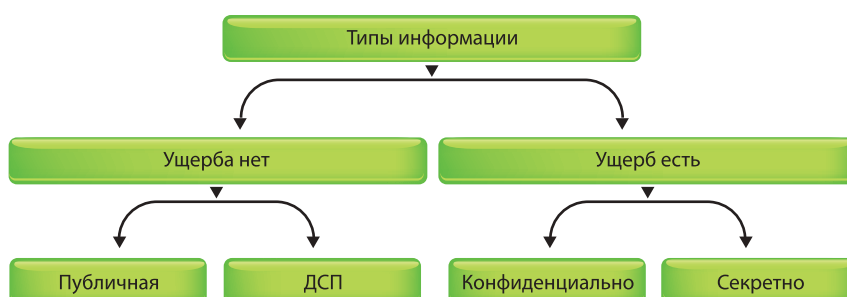 Типы информации
Ущерба нет
Ущерб есть
Публичная
ДСП
Конфиденциально
Секретно